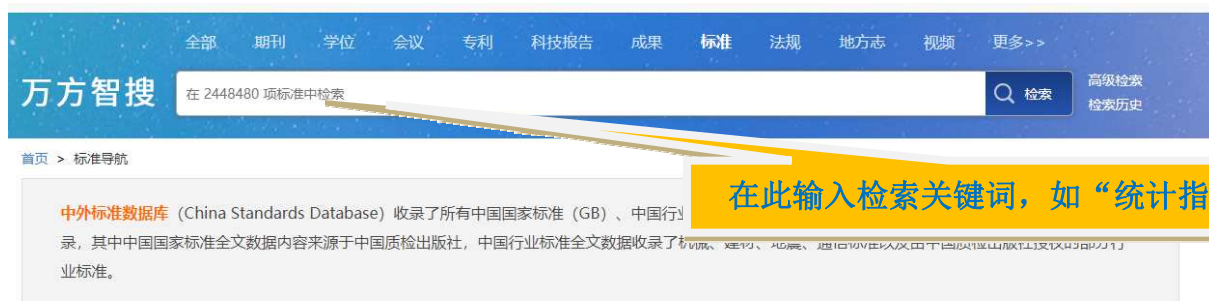 全部 期刊 学位 会议 专利 科技报告 成果 标准 法规 地方志 视频 更多>>
万方智搜 在 2448480 项标准中检索 检索 高级检索
检索历史
首页 > 标准导航
在此输入检索关键词，如“统计指
中外标准数据库（China Standards Database）收录了所有中国国家标准（GB）、中国行
录，其中中国国家标准全文数据内容来源于中国质检出版社，中国行业标准全文数据收录了机械、建材、地震、通信标准以及由中国质检出版社授权的部分行
业标准。